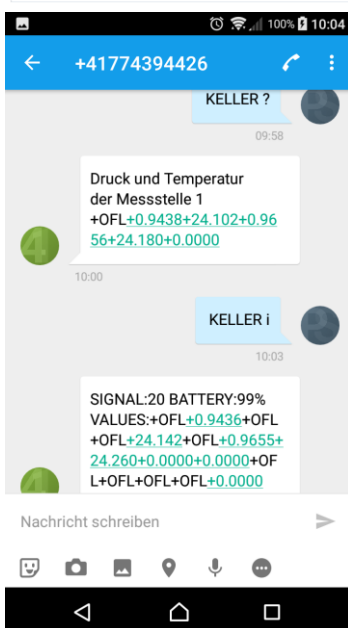 100% 10:04
+41774394426
KELLER ?
09:58
Druck und Temperatur
der Messstelle 1
+OFL+0.9438+24.102+0.96
56+24.180+0.0000
10:00
KELLER i
10:03
SIGNAL:20 BATTERY:99%
VALUES:+OFL+0.9436+OFL
+OFL+24.142+OFL+0.9655+
24.260+0.0000+0.0000+OF
L+OFL+OFL+OFL+0.0000
Nachricht schreiben